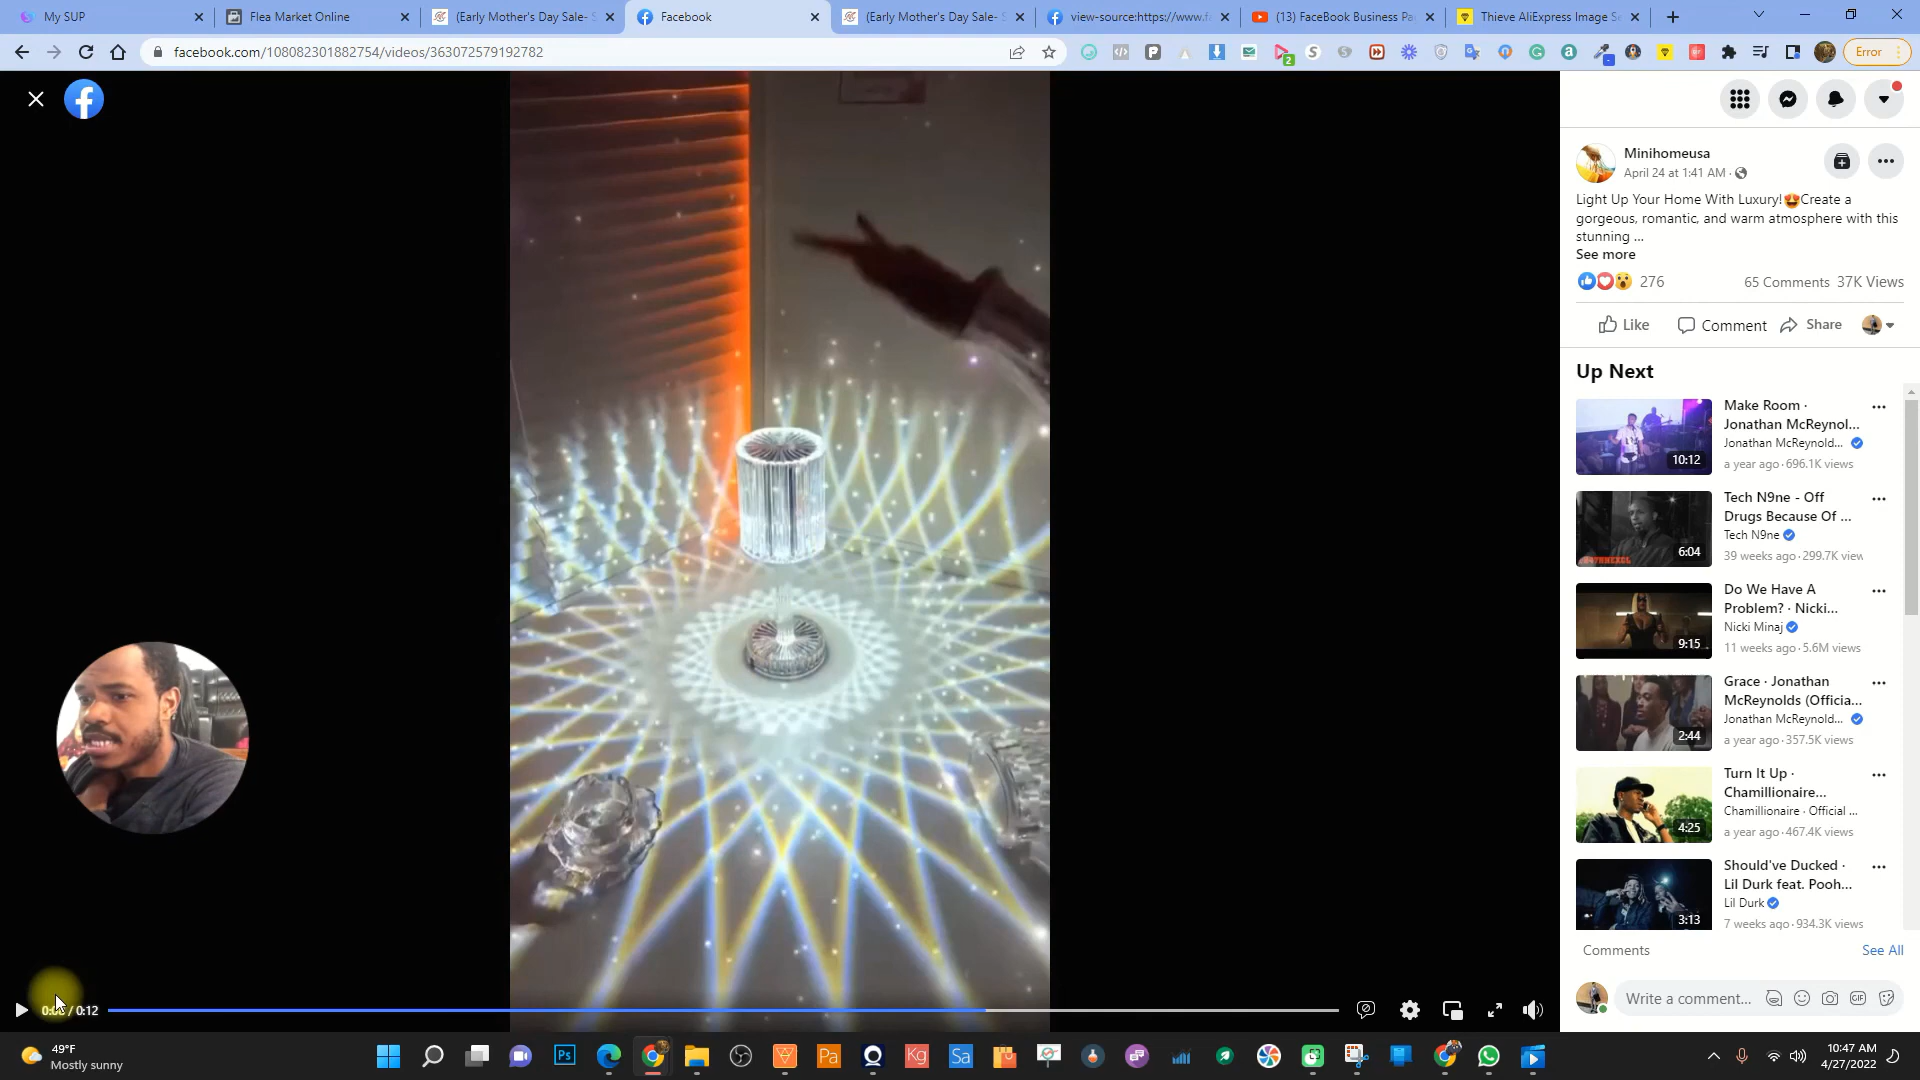 My SUP
Flea Market Online
(Early Mother's Day Sale- S
Facebook
(Early Mother's Day Sale- S
view-source:https://www.f
(13) FaceBook Business Pa
Thieve AliExpress Image Se
facebook.com/108082301882754/videos/363072579192782
Error
Minihomeusa
April 24 at 1:41 AM ·
Light Up Your Home With Luxury!🤩Create a
gorgeous, romantic, and warm atmosphere with this
stunning ...
See more
276
65 Comments 37K Views
Like
Comment
Share
Up Next
10:12
Make Room ·
Jonathan McReynol...
Jonathan McReynold...
a year ago · 696.1K views
6:04
Tech N9ne - Off
Drugs Because Of ...
Tech N9ne
39 weeks ago · 299.7K view
9:15
Do We Have A
Problem? · Nicki...
Nicki Minaj
11 weeks ago · 5.6M views
2:44
Grace · Jonathan
McReynolds (Officia...
Jonathan McReynold...
a year ago · 357.5K views
4:25
Turn It Up ·
Chamillionaire...
Chamillionaire · Official ...
a year ago · 467.4K views
3:13
Should've Ducked ·
Lil Durk feat. Pooh...
Lil Durk
7 weeks ago · 934.3K views
Comments
See All
Write a comment...
GIF
/ 0:12
49°F
Mostly sunny
Ps
Pa
Kg
Sa
10:47 AM
4/27/2022